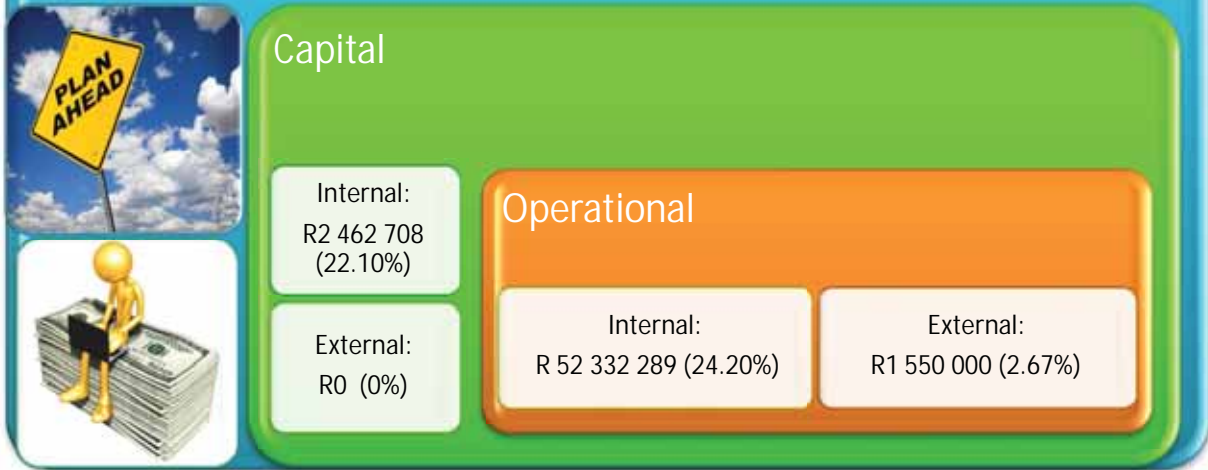 PLAN
AHEAD
Capital
Internal:
R2 462 708
(22.10%)
External:
R0 (0%)
Operational
Internal:
R 52 332 289 (24.20%)
External:
R1 550 000 (2.67%)